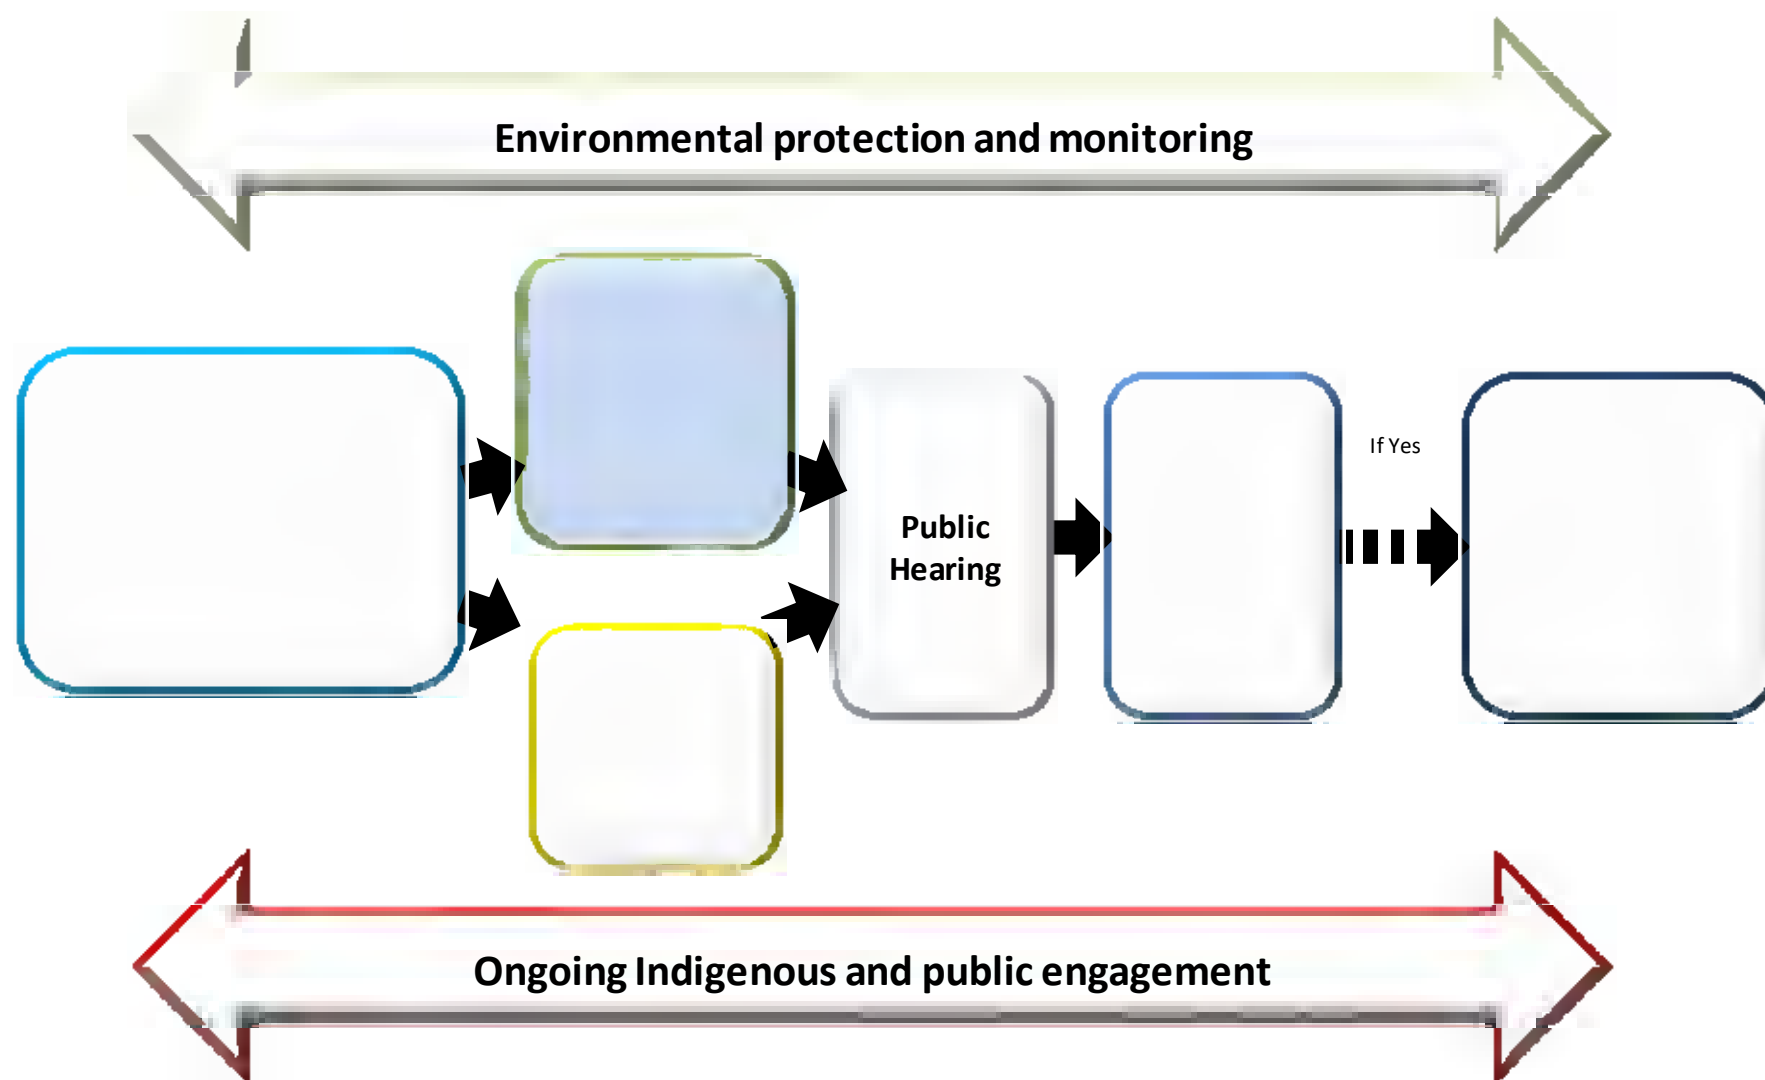 Environmental protection and monitoring
If Yes
Public
Hearing
Ongoing Indigenous and public engagement